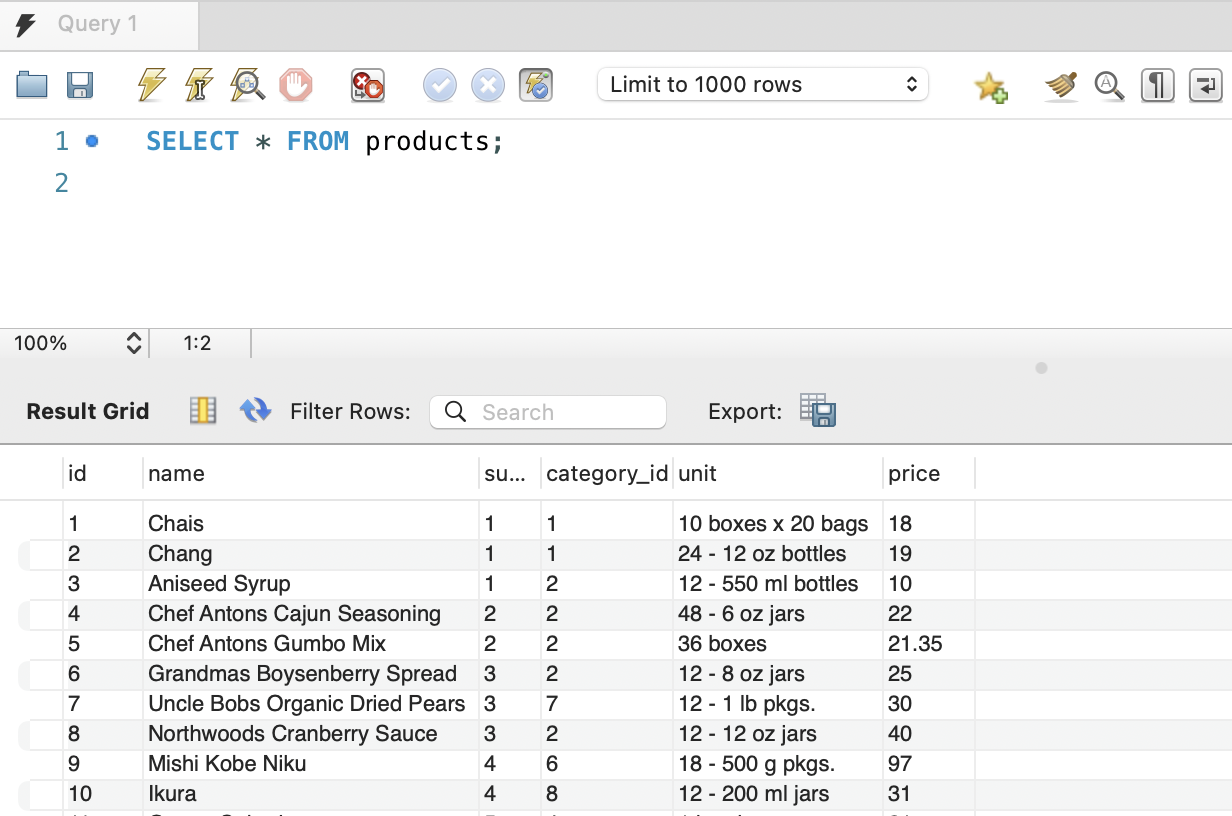 Query 1
Limit to 1000 rows
1 SELECT * FROM products;
2
100% 1:2
Result Grid Filter Rows: Search Export:
id name su... category_id unit price
1 Chais 1 1 10 boxes x 20 bags 18
2 Chang 1 1 24 - 12 oz bottles 19
3 Aniseed Syrup 1 2 12 - 550 ml bottles 10
4 Chef Antons Cajun Seasoning 2 2 48 - 6 oz jars 22
5 Chef Antons Gumbo Mix 2 2 36 boxes 21.35
6 Grandmas Boysenberry Spread 3 2 12 - 8 oz jars 25
7 Uncle Bobs Organic Dried Pears 3 7 12 - 1 lb pkgs. 30
8 Northwoods Cranberry Sauce 3 2 12 - 12 oz jars 40
9 Mishi Kobe Niku 4 6 18 - 500 g pkgs. 97
10 Ikura 4 8 12 - 200 ml jars 31